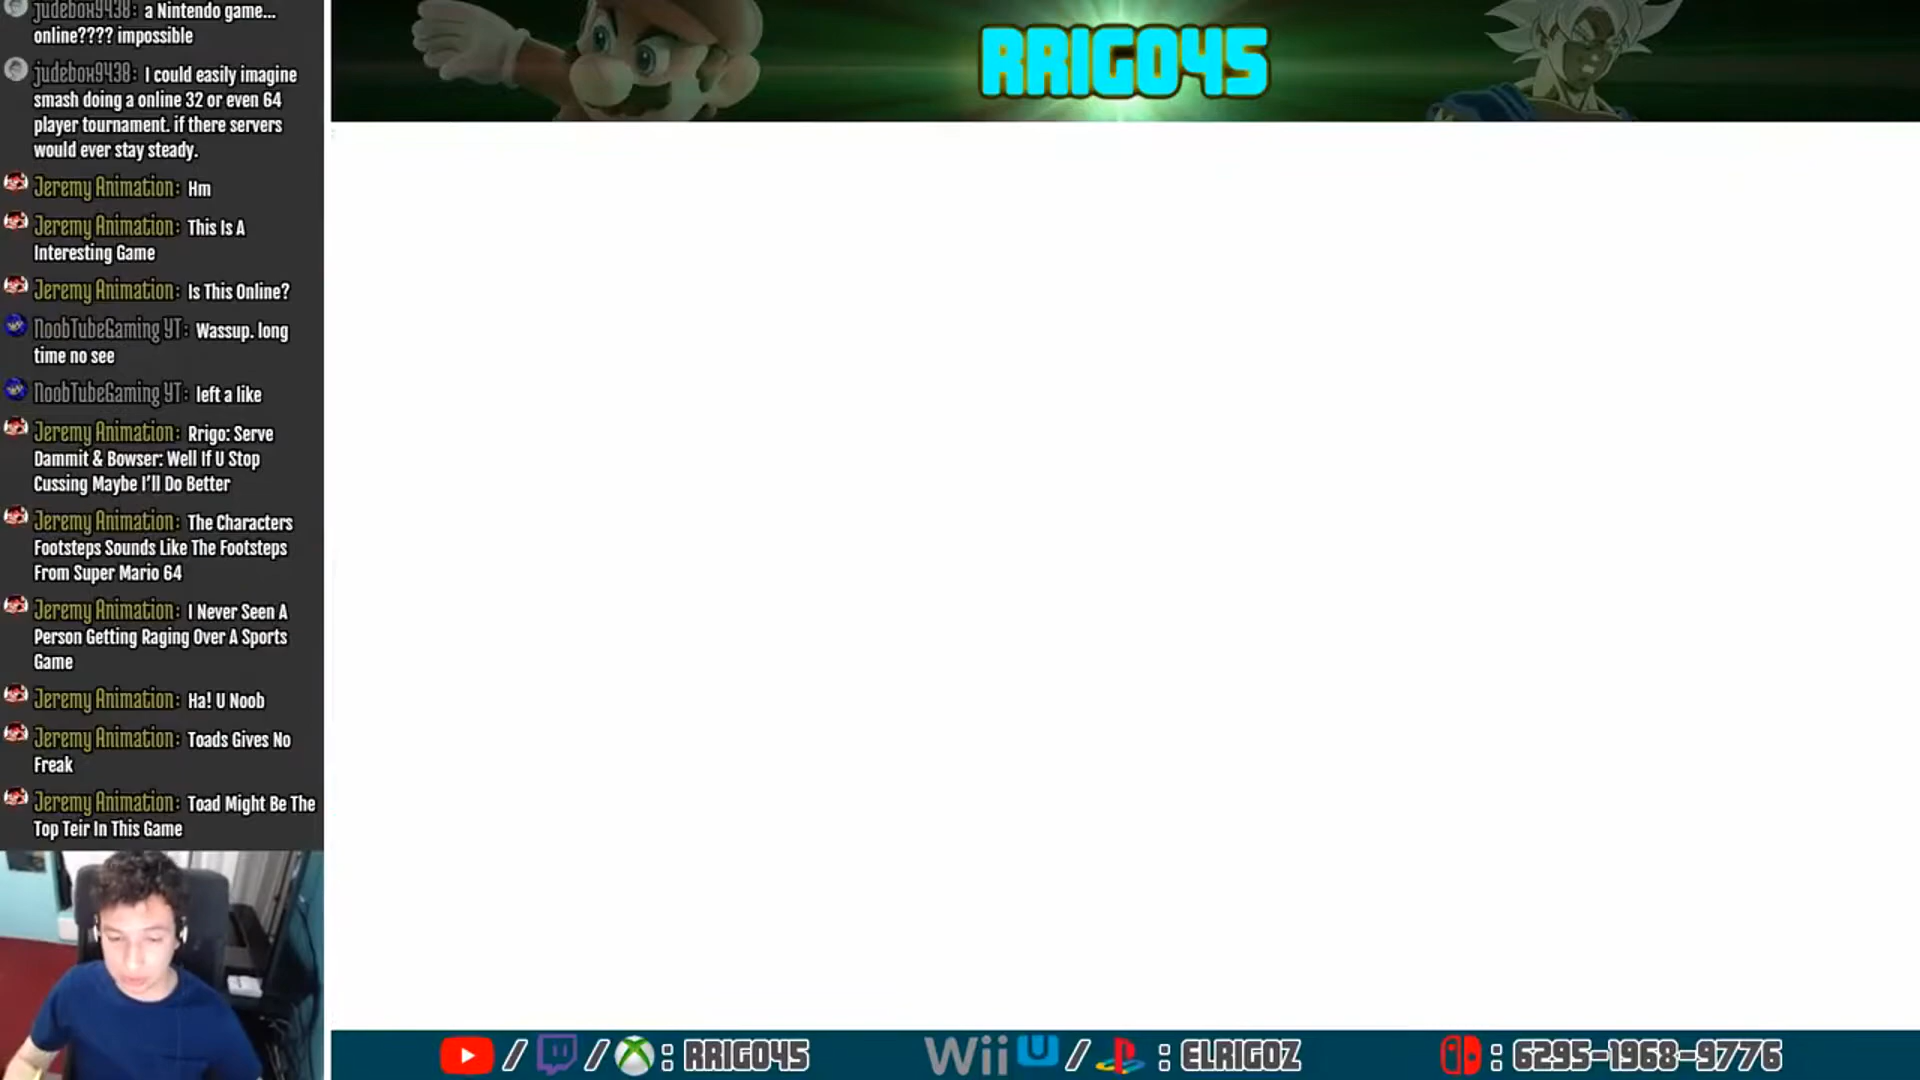 judebox9438: a Nintendo game...
online???? impossible
judebox9438: I could easily imagine
smash doing a online 32 or even 64
player tournament. if there servers
would ever stay steady.
Jeremy Animation: Hm
Jeremy Animation: This Is A
Interesting Game
Jeremy Animation: Is This Online?
NoobTubeGaming YT: Wassup. long
time no see
NoobTubeGaming YT: left a like
Jeremy Animation: Rrigo: Serve
Dammit & Bowser: Well If U Stop
Cussing Maybe I'll Do Better
Jeremy Animation: The Characters
Footsteps Sounds Like The Footsteps
From Super Mario 64
Jeremy Animation: I Never Seen A
Person Getting Raging Over A Sports
Game
Jeremy Animation: Ha! U Noob
Jeremy Animation: Toads Gives No
Freak
Jeremy Animation: Toad Might Be The
Top Teir In This Game
RRIGO45
/ / : RRIGO45
Wii U / : ELRIGOZ
: 6295-1968-9776